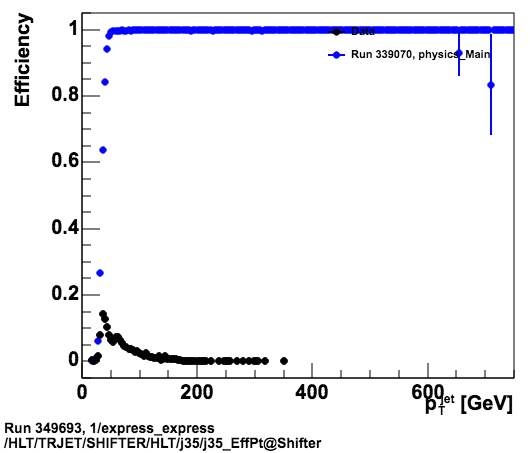 Efficiency
1
0.8
0.6
0.4
0.2
0
0 200 400 600
p_T^jet [GeV]
Data
Run 339070, physics_Main
Run 349693, 1/express_express
/HLT/TRJET/SHIFTER/HLT/j35/j35_EffPt@Shifter